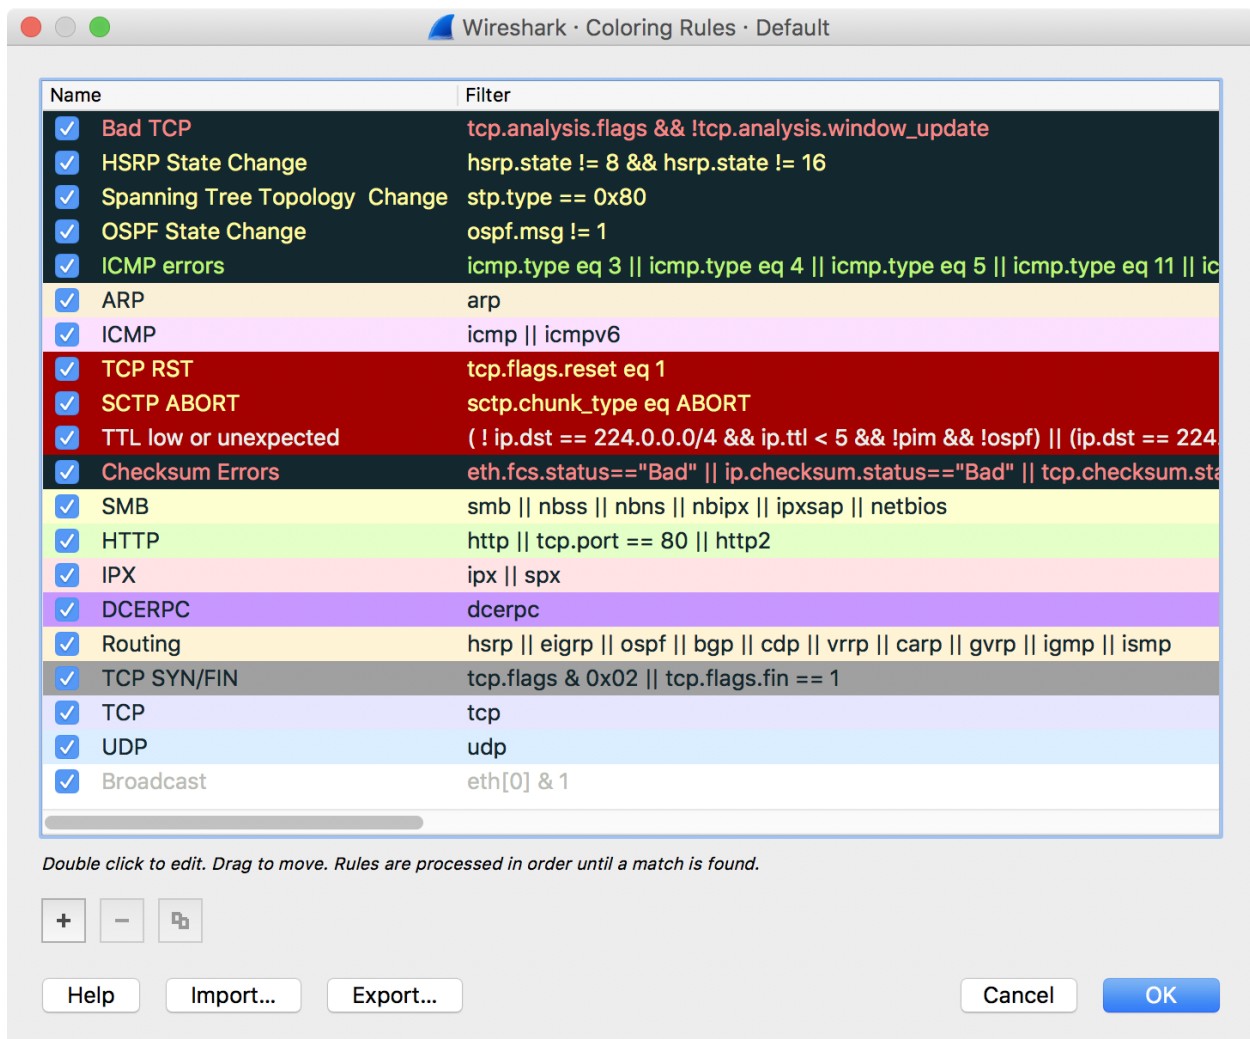 Wireshark · Coloring Rules · Default
Name Filter
Bad TCP tcp.analysis.flags && !tcp.analysis.window_update
HSRP State Change hsrp.state != 8 && hsrp.state != 16
Spanning Tree Topology  Change stp.type == 0x80
OSPF State Change ospf.msg != 1
ICMP errors icmp.type eq 3 || icmp.type eq 4 || icmp.type eq 5 || icmp.type eq 11 || ic
ARP arp
ICMP icmp || icmpv6
TCP RST tcp.flags.reset eq 1
SCTP ABORT sctp.chunk_type eq ABORT
TTL low or unexpected ( ! ip.dst == 224.0.0.0/4 && ip.ttl < 5 && !pim && !ospf) || (ip.dst == 224.
Checksum Errors eth.fcs.status=="Bad" || ip.checksum.status=="Bad" || tcp.checksum.sta
SMB smb || nbss || nbns || nbipx || ipxsap || netbios
HTTP http || tcp.port == 80 || http2
IPX ipx || spx
DCERPC dcerpc
Routing hsrp || eigrp || ospf || bgp || cdp || vrrp || carp || gvrp || igmp || ismp
TCP SYN/FIN tcp.flags & 0x02 || tcp.flags.fin == 1
TCP tcp
UDP udp
Broadcast eth[0] & 1
Double click to edit. Drag to move. Rules are processed in order until a match is found.
Help Import... Export... Cancel OK